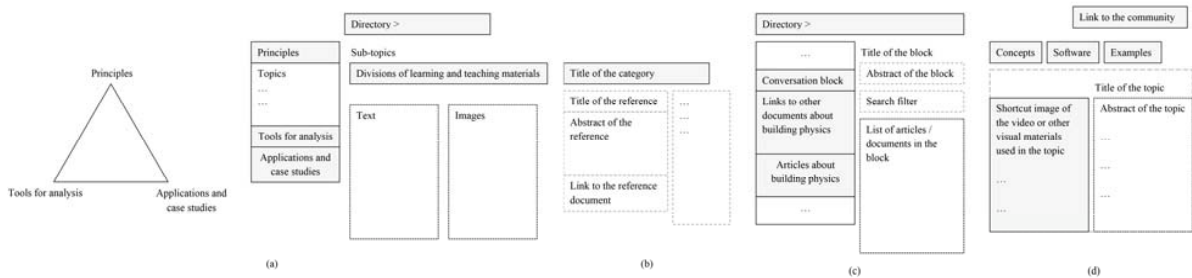 Principles
Tools for analysis
Applications and
case studies
Directory >
Principles
Topics
...
...
Tools for analysis
Applications and
case studies
Sub-topics
Divisions of learning and teaching materials
Text
Images
(a)
Title of the category
Title of the reference
Abstract of the
reference
Link to the reference
document
...
...
...
(b)
Directory >
...
Conversation block
Links to other
documents about
building physics
Articles about
building physics
...
Title of the block
Abstract of the block
Search filter
List of articles /
documents in the
block
(c)
Link to the community
Concepts
Software
Examples
Title of the topic
Shortcut image of
the video or other
visual materials
used in the topic
...
...
Abstract of the topic
...
...
...
(d)